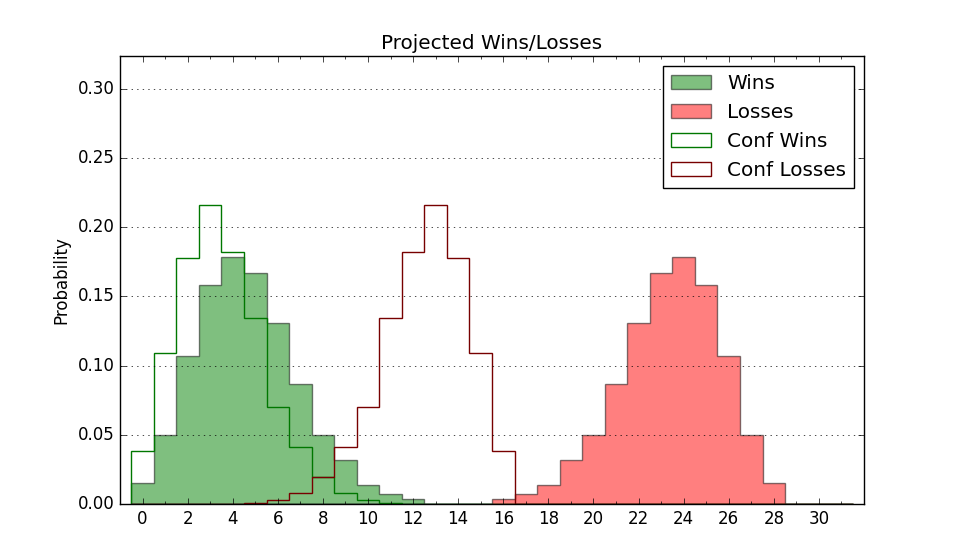 Projected Wins/Losses
0.30
0.25
0.20
0.15
0.10
0.05
0.00
Probability
Wins
Losses
Conf Wins
Conf Losses
0 2 4 6 8 10 12 14 16 18 20 22 24 26 28 30